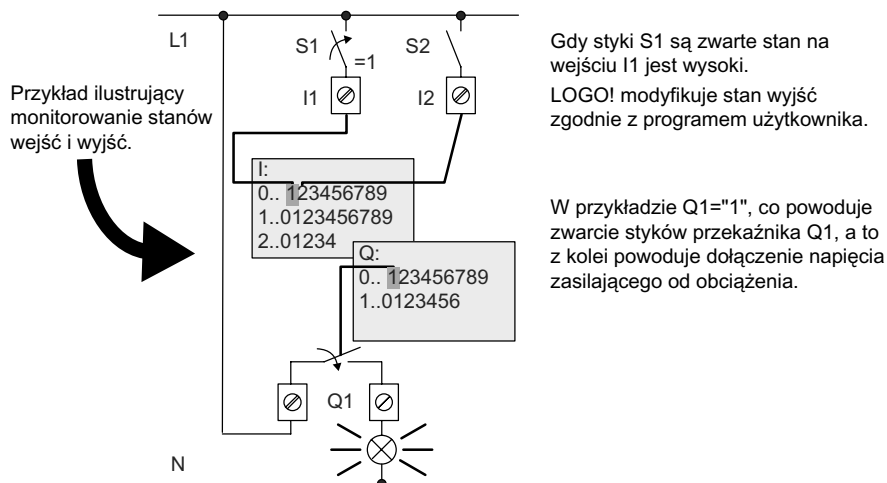 L1
S1
=1
S2
I1
I2
Gdy styki S1 są zwarte stan na
wejściu I1 jest wysoki.
LOGO! modyfikuje stan wyjść
zgodnie z programem użytkownika.
Przykład ilustrujący
monitorowanie stanów
wejść i wyjść.
I:
0.. 123456789
1..0123456789
2..01234
Q:
0.. 123456789
1..0123456
W przykładzie Q1="1", co powoduje
zwarcie styków przekaźnika Q1, a to
z kolei powoduje dołączenie napięcia
zasilającego od obciążenia.
Q1
N